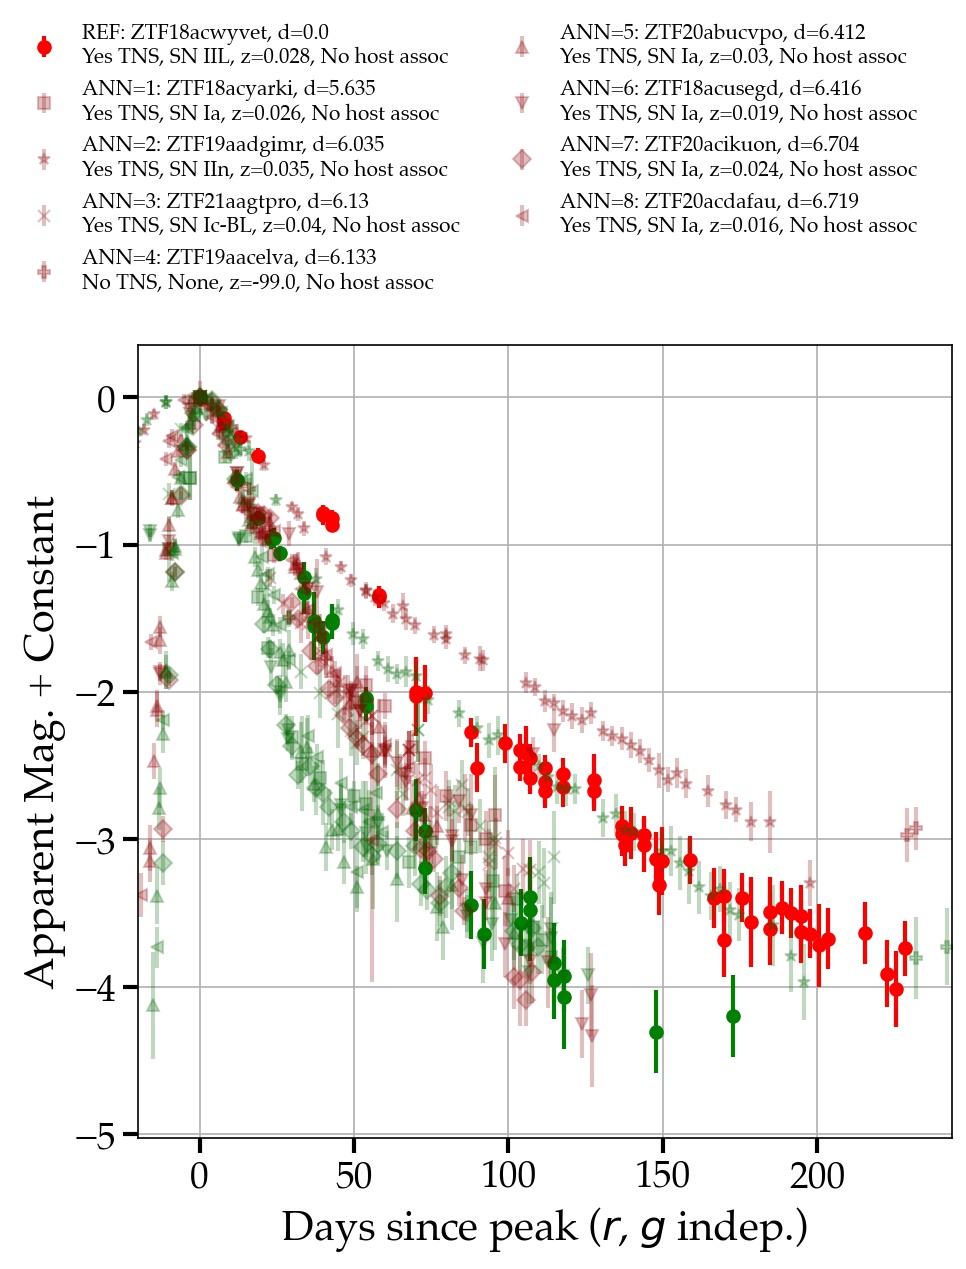 REF: ZTF18acwyvet, d=0.0
Yes TNS, SN IIL, z=0.028, No host assoc
ANN=1: ZTF18acyarki, d=5.635
Yes TNS, SN Ia, z=0.026, No host assoc
ANN=2: ZTF19aadgimr, d=6.035
Yes TNS, SN IIn, z=0.035, No host assoc
ANN=3: ZTF21aagtpro, d=6.13
Yes TNS, SN Ic-BL, z=0.04, No host assoc
ANN=4: ZTF19aacelva, d=6.133
No TNS, None, z=-99.0, No host assoc
ANN=5: ZTF20abucvpo, d=6.412
Yes TNS, SN Ia, z=0.03, No host assoc
ANN=6: ZTF18acusegd, d=6.416
Yes TNS, SN Ia, z=0.019, No host assoc
ANN=7: ZTF20acikuon, d=6.704
Yes TNS, SN Ia, z=0.024, No host assoc
ANN=8: ZTF20acdafau, d=6.719
Yes TNS, SN Ia, z=0.016, No host assoc
Apparent Mag. + Constant
0
−1
−2
−3
−4
−5
0 50 100 150 200
Days since peak (r, g indep.)